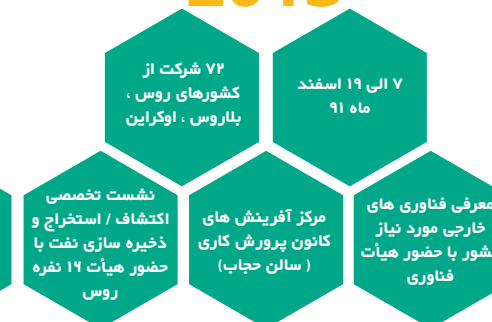 2013
۷ الی ۱۹ اسفند
ماه ۹۱
۷۲ شرکت از
کشورهای روس ،
بلاروس ، اوکراین
معرفی فناوری های
خارجی مورد نیاز
کشور با حضور هیأت
فناوری
مرکز آفرینش های
کانون پرورش کاری
( سالن حجاب)
نشست تخصصی
اکتشاف / استخراج و
ذخیره سازی نفت با
حضور هیأت ۱۹ نفره
روس